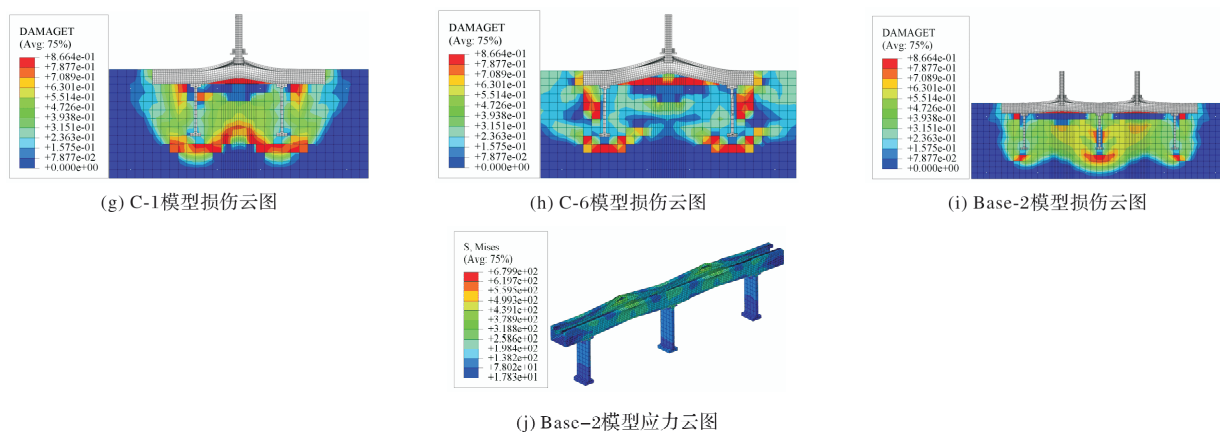 DAMAGET
(Avg: 75%)
+8.664e-01
+7.877e-01
+7.089e-01
+6.301e-01
+5.514e-01
+4.726e-01
+3.938e-01
+3.151e-01
+2.363e-01
+1.575e-01
+7.877e-02
+0.000e+00
(g) C-1模型损伤云图
DAMAGET
(Avg: 75%)
+8.664e-01
+7.877e-01
+7.089e-01
+6.301e-01
+5.514e-01
+4.726e-01
+3.938e-01
+3.151e-01
+2.363e-01
+1.575e-01
+7.877e-02
+0.000e+00
(h) C-6模型损伤云图
DAMAGET
(Avg: 75%)
+8.664e-01
+7.877e-01
+7.089e-01
+6.301e-01
+5.514e-01
+4.726e-01
+3.938e-01
+3.151e-01
+2.363e-01
+1.575e-01
+7.877e-02
+0.000e+00
(i) Base-2模型损伤云图
S, Mises
(Avg: 75%)
+6.799e+02
+6.197e+02
+5.595e+02
+4.993e+02
+4.391e+02
+3.789e+02
+3.188e+02
+2.586e+02
+1.984e+02
+1.382e+02
+7.802e+01
+1.783e+01
(j) Base-2模型应力云图